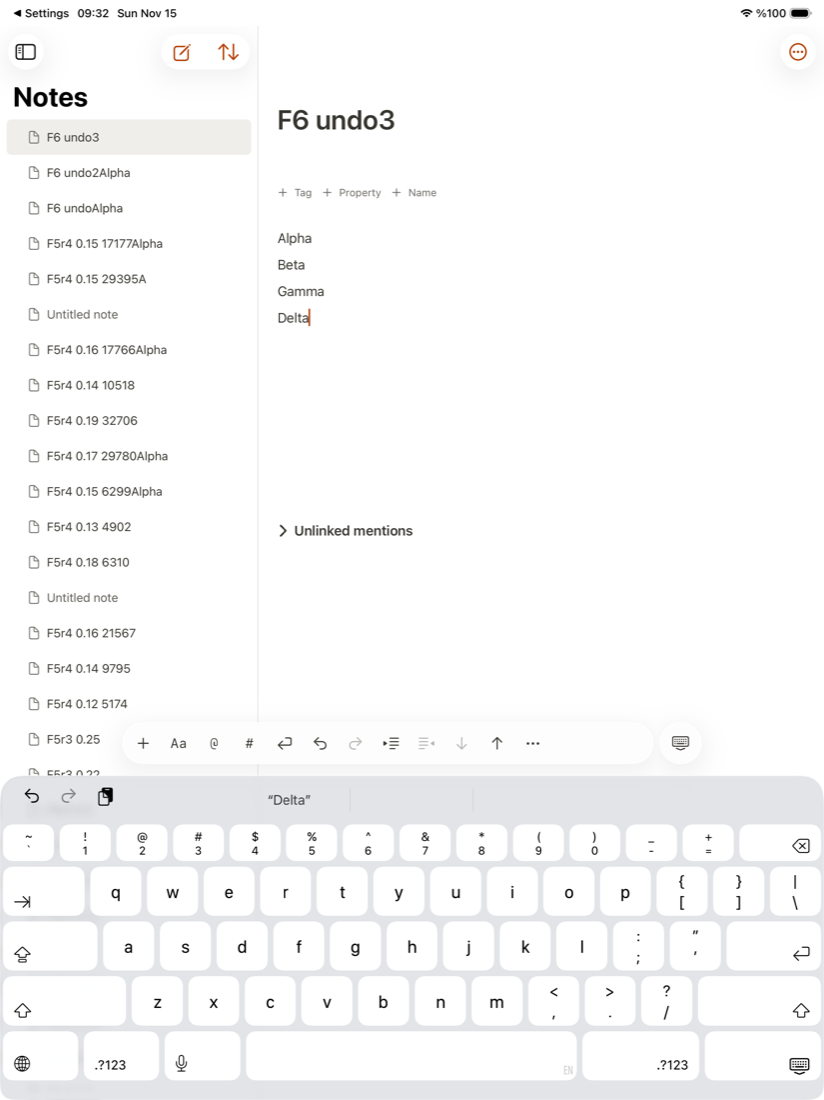 Settings 09:32 Sun Nov 15 %100
Notes
F6 undo3
F6 undo2Alpha
F6 undoAlpha
F5r4 0.15 17177Alpha
F5r4 0.15 29395A
Untitled note
F5r4 0.16 17766Alpha
F5r4 0.14 10518
F5r4 0.19 32706
F5r4 0.17 29780Alpha
F5r4 0.15 6299Alpha
F5r4 0.13 4902
F5r4 0.18 6310
Untitled note
F5r4 0.16 21567
F5r4 0.14 9795
F5r4 0.12 5174
F5r3 0.25
F5r3 0.22
F6 undo3
+ Tag + Property + Name
Alpha
Beta
Gamma
Delta
Unlinked mentions
+ Aa @ #
“Delta”
~ ! @ # $ % ^ & * ( ) _ +
` 1 2 3 4 5 6 7 8 9 0 - =
q w e r t y u i o p { } |
[ ] \
a s d f g h j k l : "
; '
z x c v b n m < > ?
, . /
.?123 EN .?123